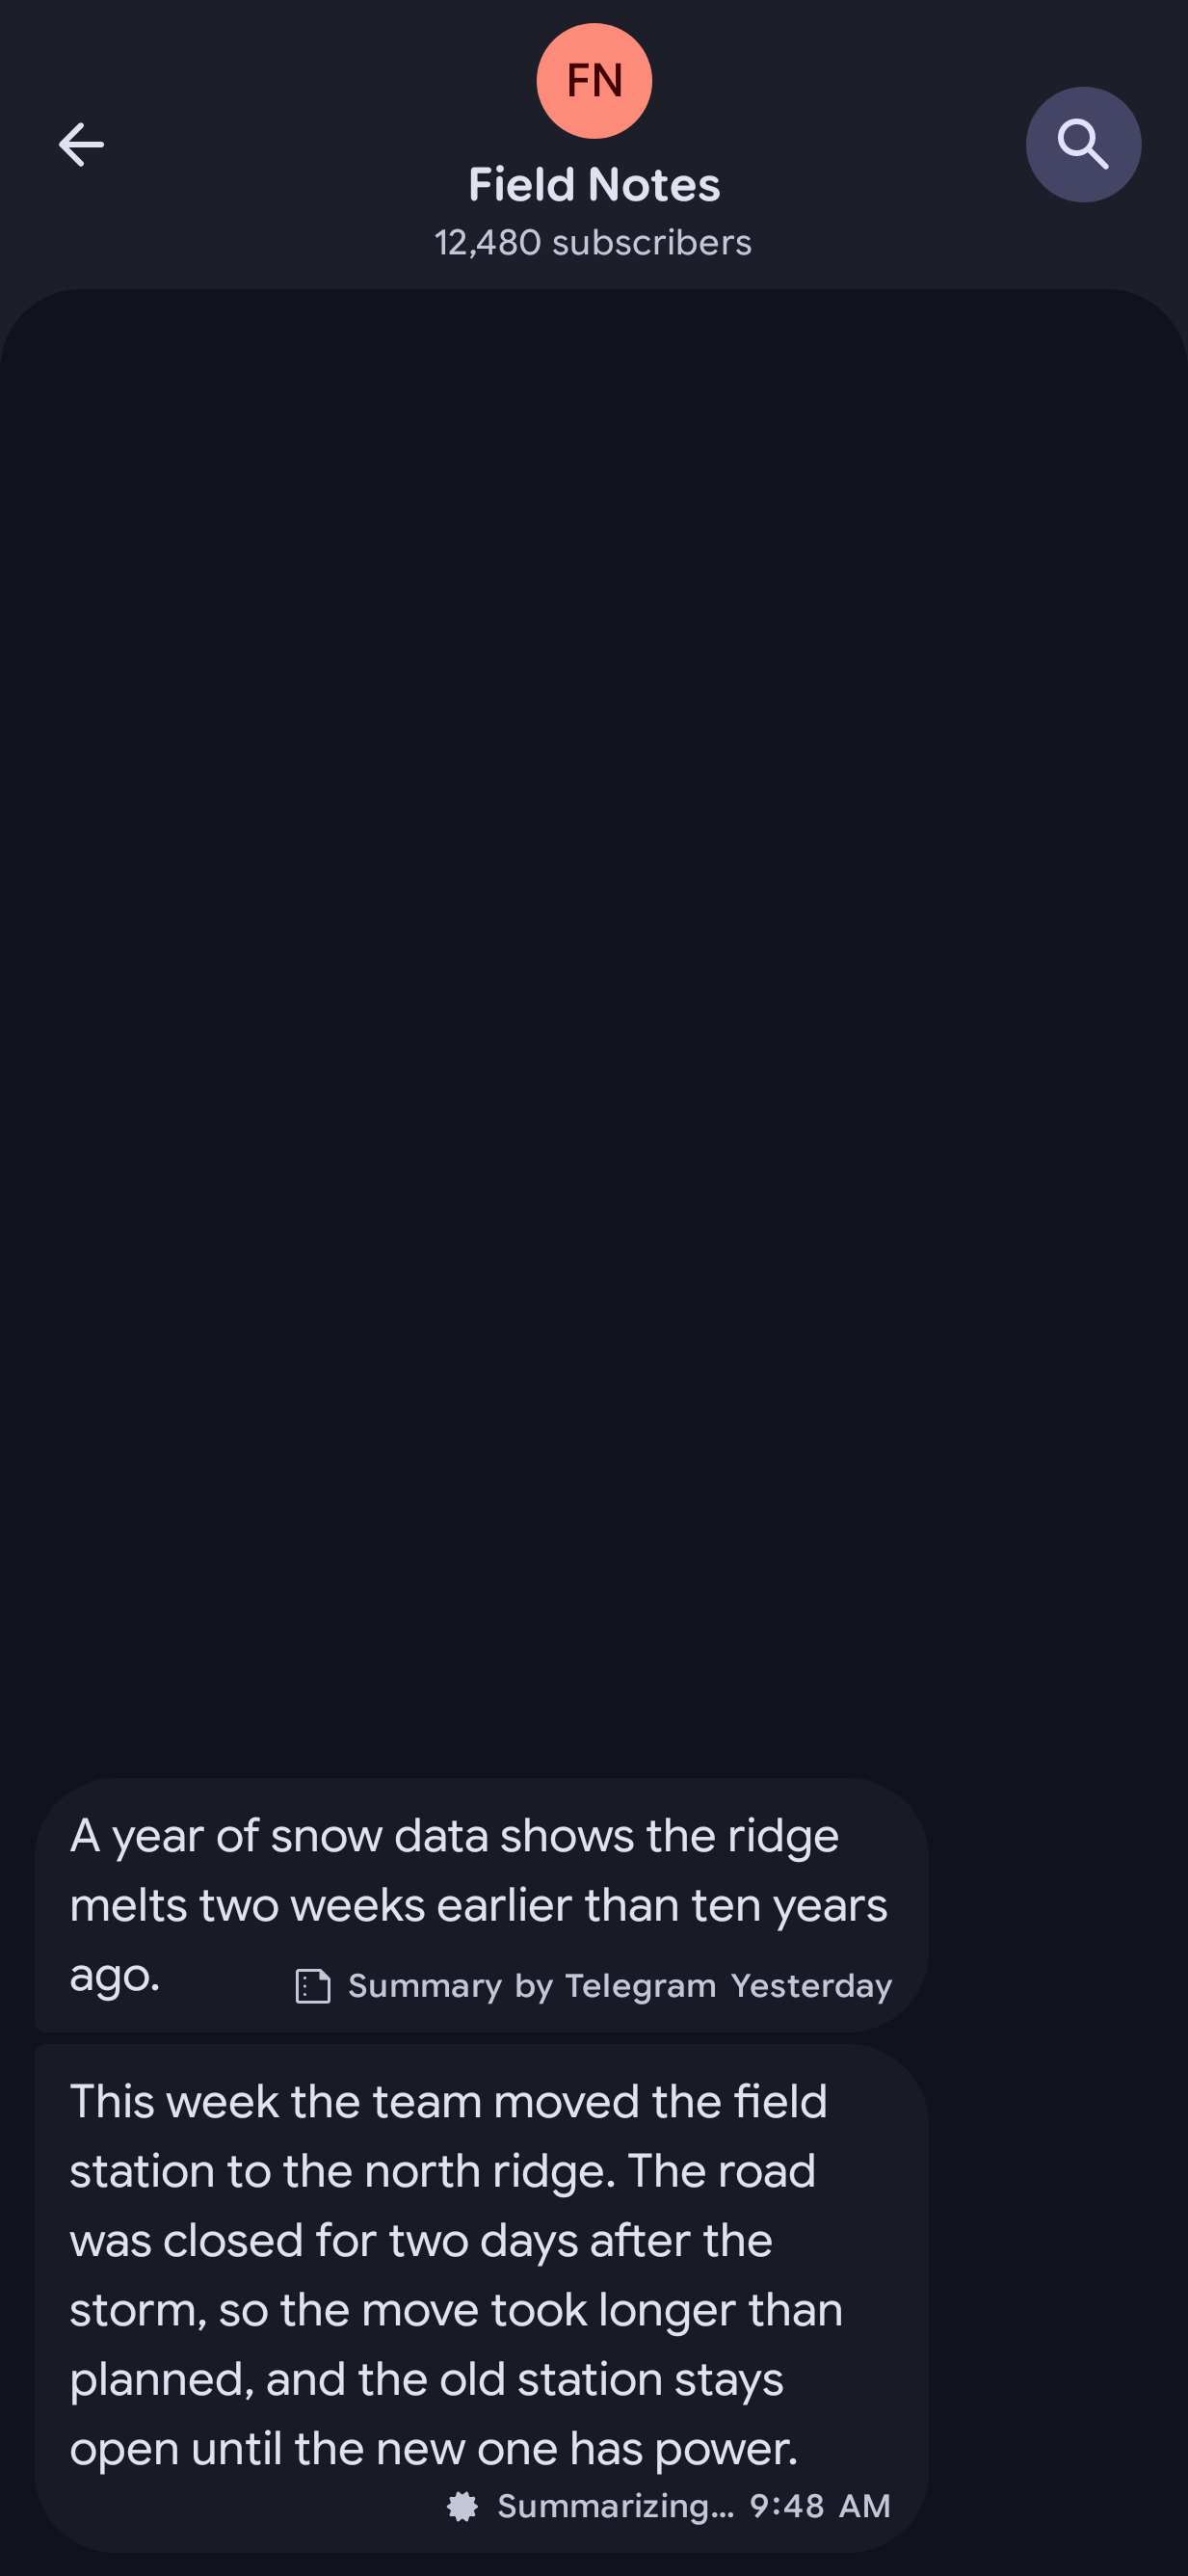 FN
Field Notes
12,480 subscribers
A year of snow data shows the ridge
melts two weeks earlier than ten years
ago.
Summary by Telegram Yesterday
This week the team moved the field
station to the north ridge. The road
was closed for two days after the
storm, so the move took longer than
planned, and the old station stays
open until the new one has power.
Summarizing... 9:48 AM